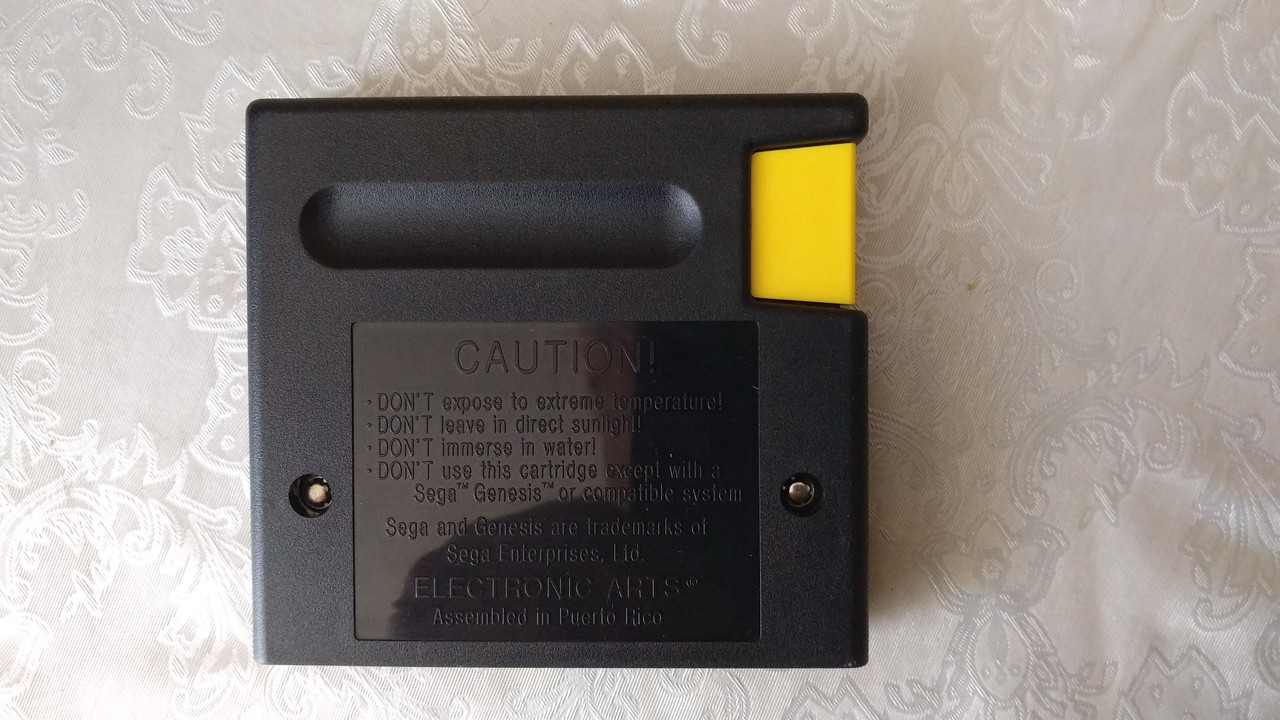 CAUTION!
· DON'T expose to extreme temperature!
· DON'T leave in direct sunlight!
· DON'T immerse in water!
· DON'T use this cartridge except with a
Sega™ Genesis™ or compatible system
Sega and Genesis are trademarks of
Sega Enterprises, Ltd.
ELECTRONIC ARTS®
Assembled in Puerto Rico